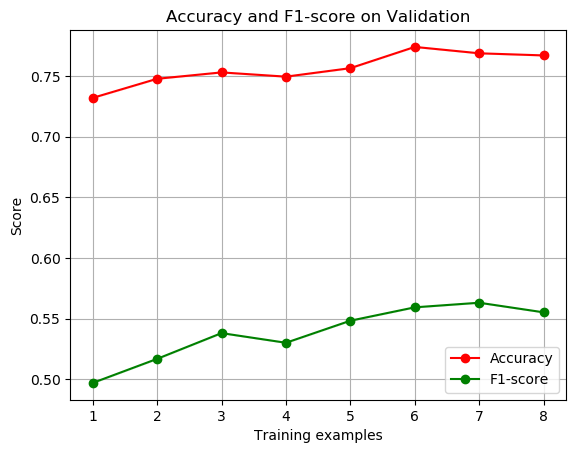 Accuracy and F1-score on Validation
Score
0.75
0.70
0.65
0.60
0.55
0.50
Accuracy
F1-score
1 2 3 4 5 6 7 8
Training examples